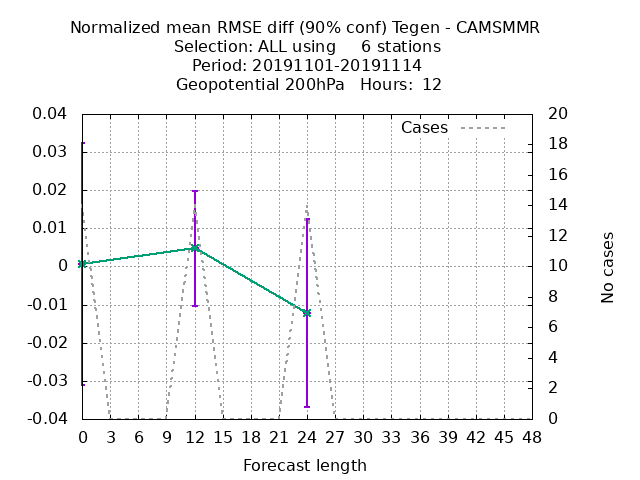 Normalized mean RMSE diff (90% conf) Tegen - CAMSMMR
Selection: ALL using 6 stations
Period: 20191101-20191114
Geopotential 200hPa Hours: 12
Cases
0.04
0.03
0.02
0.01
0
-0.01
-0.02
-0.03
-0.04
20
18
16
14
12
10
8
6
4
2
0
No cases
0 3 6 9 12 15 18 21 24 27 30 33 36 39 42 45 48
Forecast length